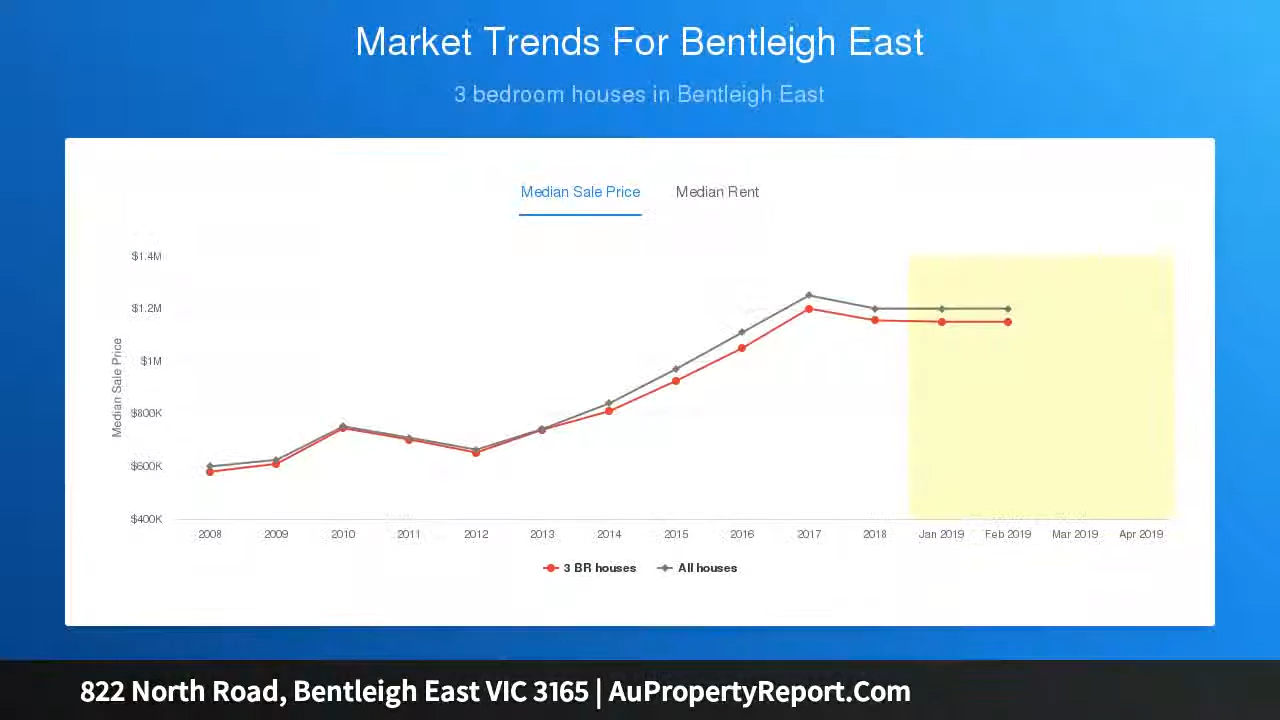 Market Trends For Bentleigh East
3 bedroom houses in Bentleigh East
Median Sale Price Median Rent
$1.4M
$1.2M
$1M
$800K
$600K
$400K
Median Sale Price
2008 2009 2010 2011 2012 2013 2014 2015 2016 2017 2018 Jan 2019 Feb 2019 Mar 2019 Apr 2019
3 BR houses All houses
822 North Road, Bentleigh East VIC 3165 | AuPropertyReport.Com